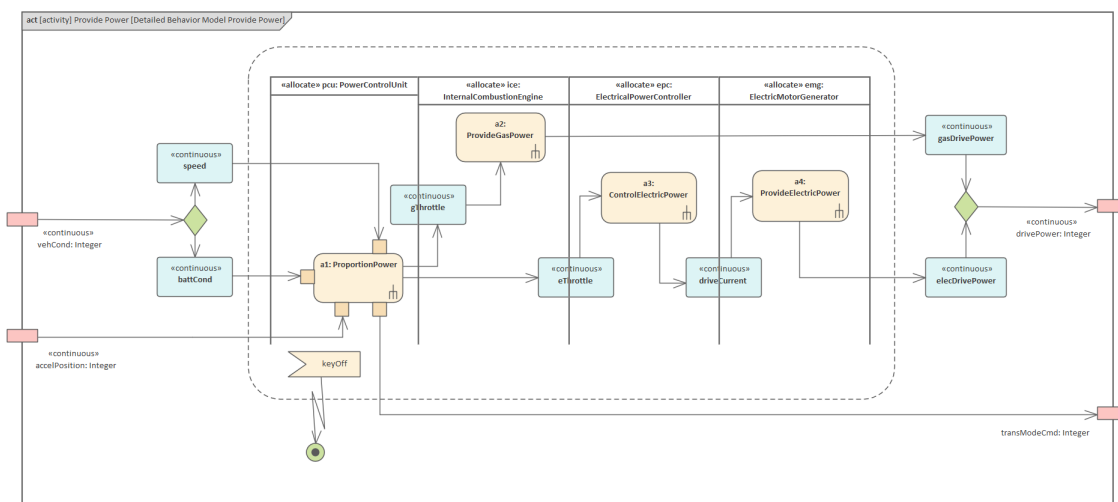 act [activity] Provide Power [Detailed Behavior Model Provide Power]
«allocate» pcu: PowerControlUnit
«allocate» ice:
InternalCombustionEngine
«allocate» epc:
ElectricalPowerController
«allocate» emg:
ElectricMotorGenerator
a2:
ProvideGasPower
«continuous»
gasDrivePower
«continuous»
speed
a3:
ControlElectricPower
a4:
ProvideElectricPower
«continuous»
gThrottle
«continuous»
vehCond: Integer
«continuous»
drivePower: Integer
«continuous»
battCond
a1: ProportionPower
«continuous»
eThrottle
«continuous»
driveCurrent
«continuous»
elecDrivePower
«continuous»
accelPosition: Integer
keyOff
transModeCmd: Integer